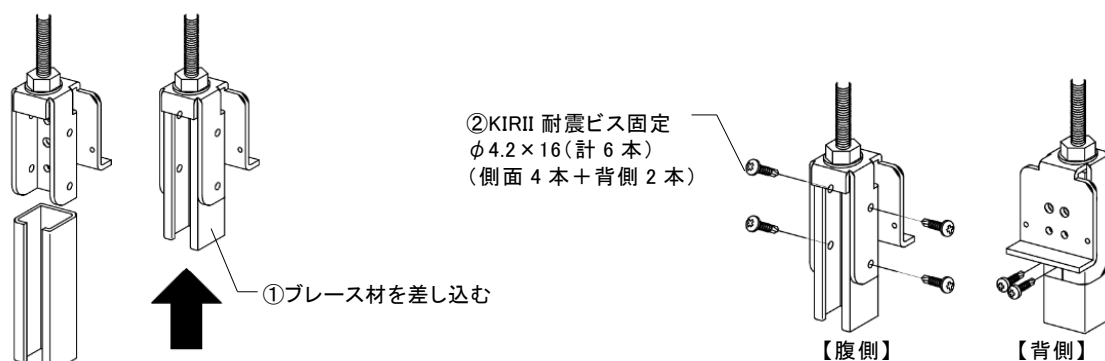 ①ブレース材を差し込む
②KIRII 耐震ビス固定
φ4.2×16(計 6 本)
(側面 4 本＋背側 2 本)
【腹側】
【背側】